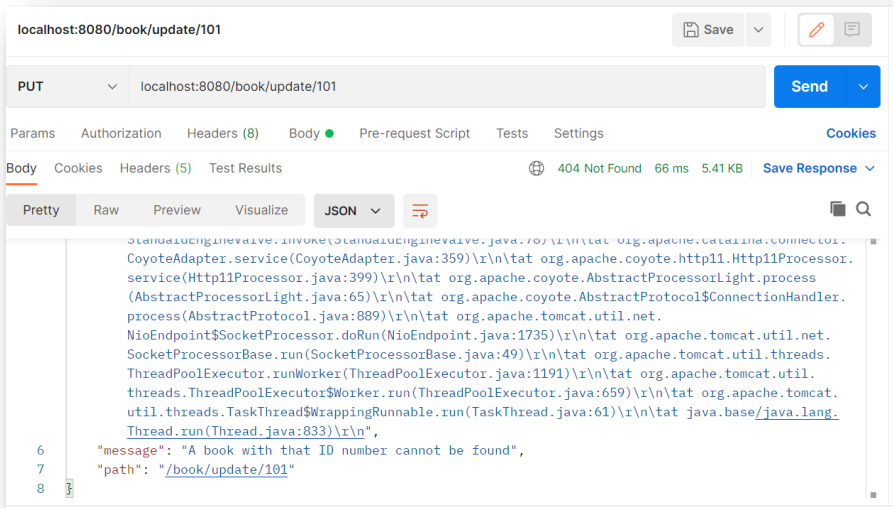 localhost:8080/book/update/101
Save
PUT
localhost:8080/book/update/101
Send
Params Authorization Headers (8) Body Pre-request Script Tests Settings Cookies
Body Cookies Headers (5) Test Results 404 Not Found 66 ms 5.41 KB Save Response
Pretty Raw Preview Visualize JSON
StandardEngineValve.invoke(StandardEngineValve.java:78)\r\n\tat org.apache.catalina.connector.
CoyoteAdapter.service(CoyoteAdapter.java:359)\r\n\tat org.apache.coyote.http11.Http11Processor.
service(Http11Processor.java:399)\r\n\tat org.apache.coyote.AbstractProcessorLight.process
(AbstractProcessorLight.java:65)\r\n\tat org.apache.coyote.AbstractProtocol$ConnectionHandler.
process(AbstractProtocol.java:889)\r\n\tat org.apache.tomcat.util.net.
NioEndpoint$SocketProcessor.doRun(NioEndpoint.java:1735)\r\n\tat org.apache.tomcat.util.net.
SocketProcessorBase.run(SocketProcessorBase.java:49)\r\n\tat org.apache.tomcat.util.threads.
ThreadPoolExecutor.runWorker(ThreadPoolExecutor.java:1191)\r\n\tat org.apache.tomcat.util.
threads.ThreadPoolExecutor$Worker.run(ThreadPoolExecutor.java:659)\r\n\tat org.apache.tomcat.
util.threads.TaskThread$WrappingRunnable.run(TaskThread.java:61)\r\n\tat java.base/java.lang.
Thread.run(Thread.java:833)\r\n",
6 "message": "A book with that ID number cannot be found",
7 "path": "/book/update/101"
8 }